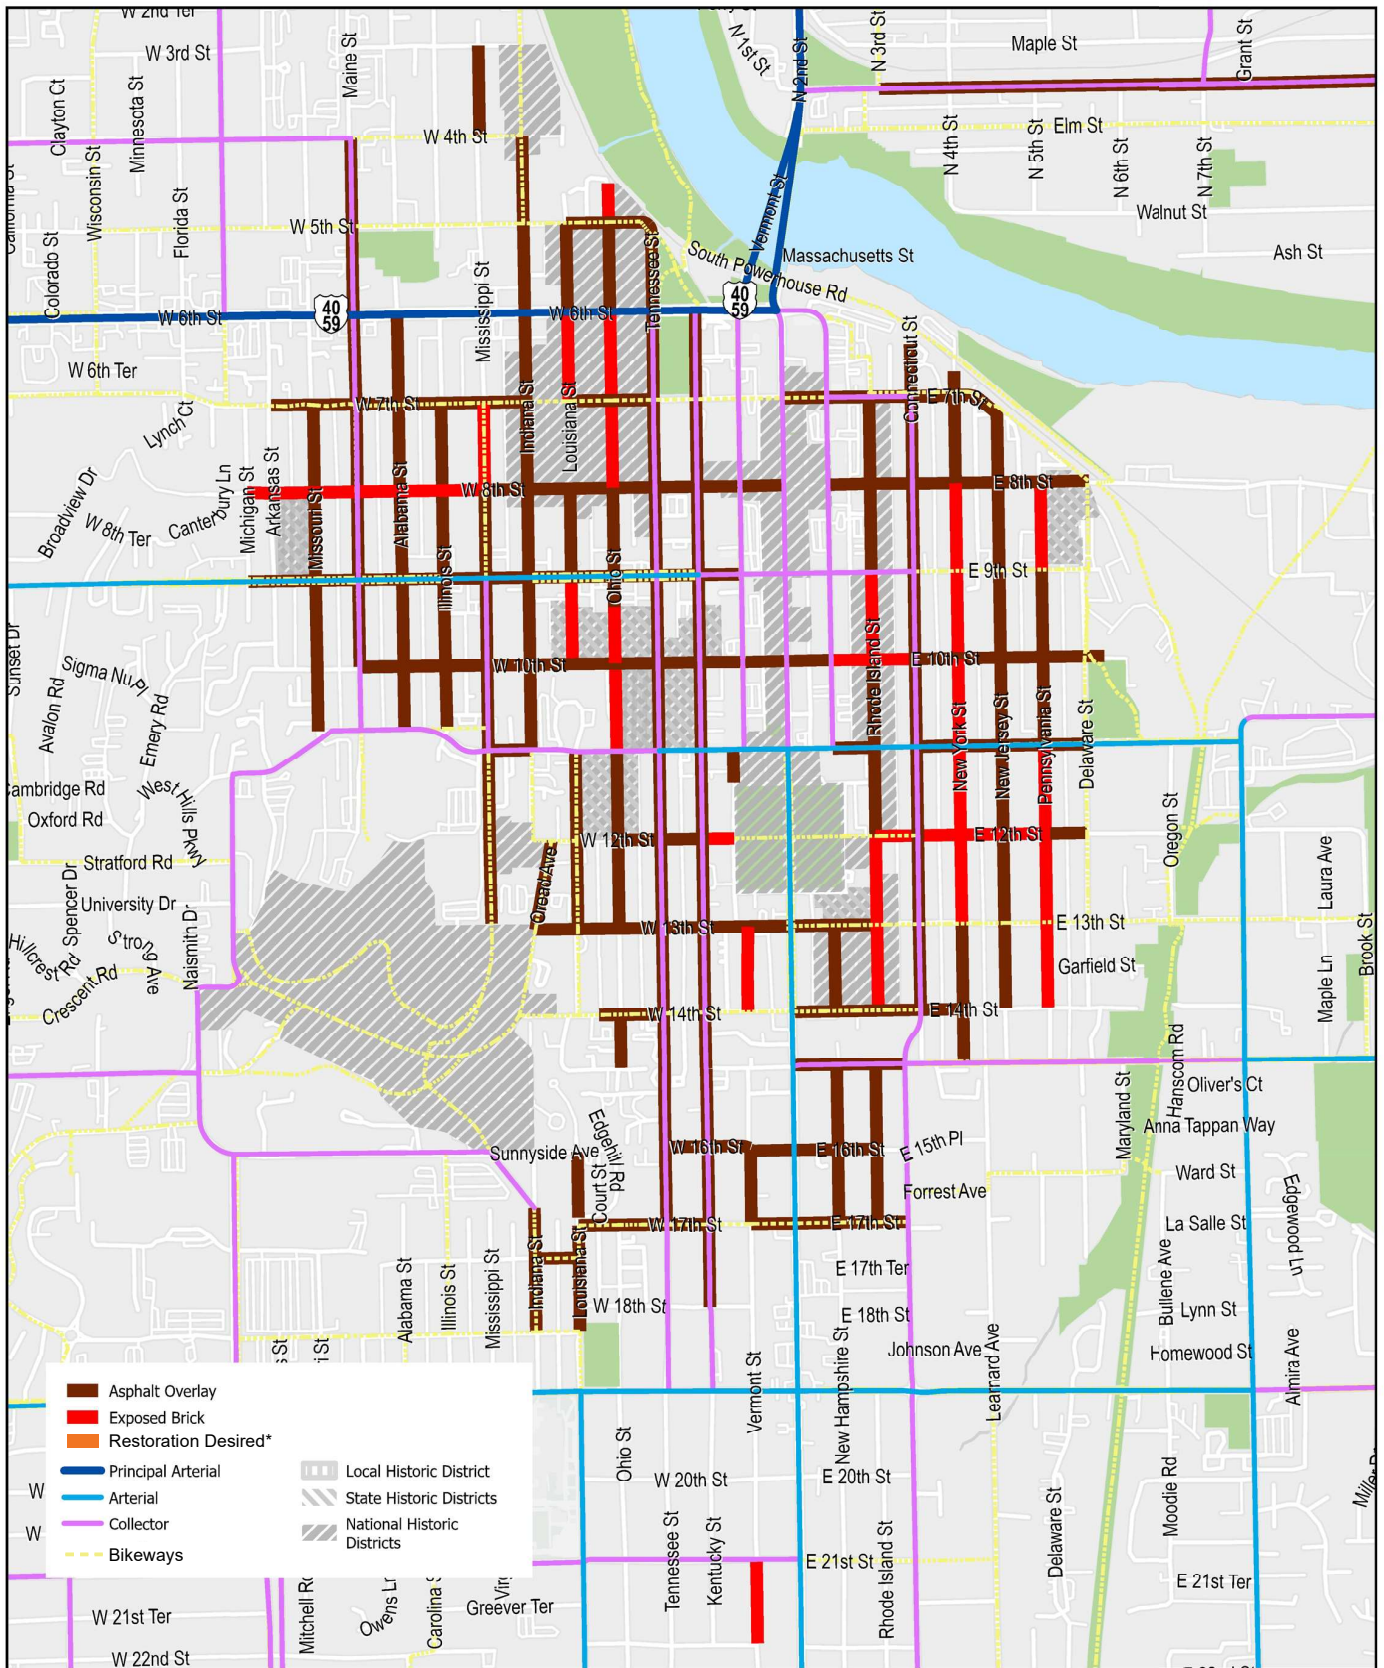 W 2nd Ter
W 3rd St
Maine St
N 1st St
N 2nd St
N 3rd St
Maple St
Grant St
Clayton Ct
Minnesota St
W 4th St
N 4th St
N 5th St
Elm St
N 6th St
N 7th St
Wisconsin St
Florida St
Colorado St
W 5th St
Walnut St
Vermont St
Massachusetts St
Ash St
South Powerhouse Rd
Tennessee St
Mississippi St
40
59
40
59
W 6th St
W 6th St
W 6th Ter
Connecticut St
Lynch Ct
W 7th St
Indiana St
Louisiana St
E 7th St
Broadview Dr
Canterbury Ln
Michigan St
Arkansas St
Missouri St
Alabama St
W 8th St
E 8th St
W 8th Ter
Illinois St
Ohio St
E 9th St
Sunset Dr
Sigma Nu Pl
Avalon Rd
Emery Rd
W 10th St
Rhode Island St
E 10th St
New York St
New Jersey St
Pennsylvania St
Delaware St
West Hills Pkwy
Oxford Rd
Stratford Rd
Spencer Dr
University Dr
Oread Ave
W 12th St
E 12th St
Oregon St
Laura Ave
Hillcrest Rd
Strong Ave
Naismith Dr
Crescent Rd
W 13th St
E 13th St
Garfield St
Maple Ln
Brook St
W 14th St
E 14th St
Hanscom Rd
Maryland St
Oliver's Ct
Anna Tappan Way
Edgehill Rd
Sunnyside Ave
Court St
W 16th St
E 16th St
E 15th Pl
Ward St
Forrest Ave
Edgewood Ln
W 17th St
E 17th St
La Salle St
Alabama St
Illinois St
Mississippi St
Indiana St
Louisiana St
E 17th Ter
Bullene Ave
W 18th St
E 18th St
Lynn St
New Hampshire St
Johnson Ave
Learnard Ave
Homewood St
Almira Ave
Vermont St
Asphalt Overlay
Exposed Brick
Restoration Desired*
Principal Arterial
Arterial
Collector
Bikeways
Local Historic District
State Historic Districts
National Historic
Districts
Ohio St
W 20th St
E 20th St
Moodie Rd
Tennessee St
Kentucky St
Rhode Island St
Delaware St
E 21st St
E 21st Ter
W 21st Ter
Mitchell Rd
Owens Ln
Greever Ter
W 22nd St